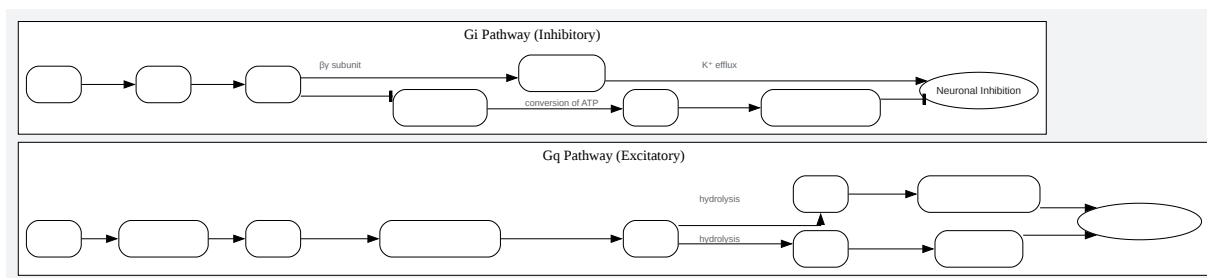 Gi Pathway (Inhibitory)
βγ subunit
K⁺ efflux
Neuronal Inhibition
conversion of ATP
Gq Pathway (Excitatory)
hydrolysis
hydrolysis